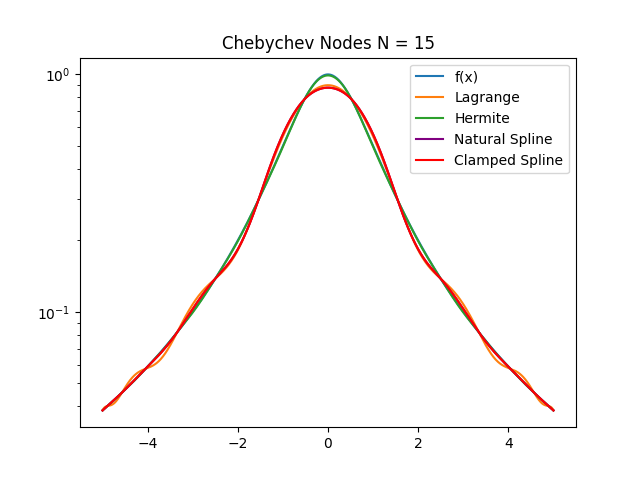 Chebychev Nodes N = 15
f(x)
Lagrange
Hermite
Natural Spline
Clamped Spline
10⁰
10⁻¹
−4 −2 0 2 4